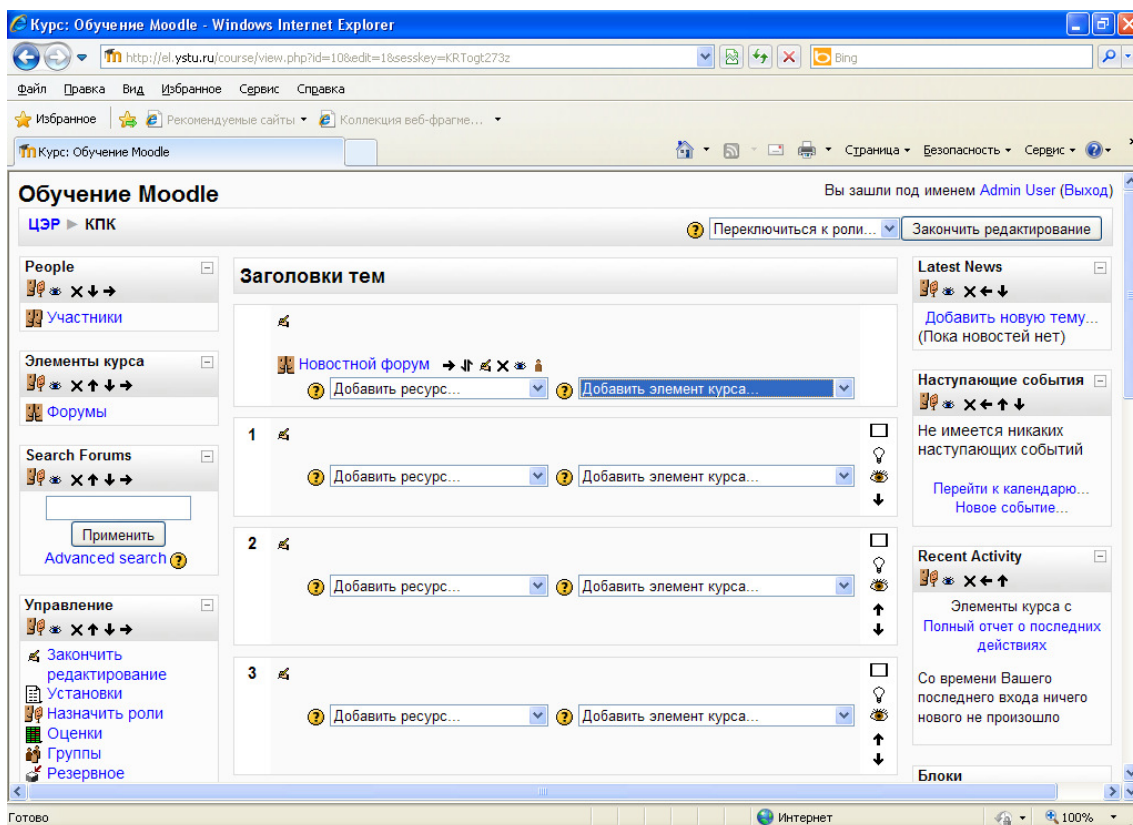 Курс: Обучение Moodle - Windows Internet Explorer
http://el.ystu.ru/course/view.php?id=10&edit=1&sesskey=KRTogt273z
Bing
Файл Правка Вид Избранное Сервис Справка
Избранное Рекомендуемые сайты Коллекция веб-фрагме...
Курс: Обучение Moodle
Страница Безопасность Сервис
Обучение Moodle
Вы зашли под именем Admin User (Выход)
ЦЭР КПК
Переключиться к роли... Закончить редактирование
People
Участники
Элементы курса
Форумы
Search Forums
Применить
Advanced search
Управление
Закончить
редактирование
Установки
Назначить роли
Оценки
Группы
Резервное
Заголовки тем
Новостной форум
Добавить ресурс... Добавить элемент курса...
1
Добавить ресурс... Добавить элемент курса...
2
Добавить ресурс... Добавить элемент курса...
3
Добавить ресурс... Добавить элемент курса...
Latest News
Добавить новую тему...
(Пока новостей нет)
Наступающие события
Не имеется никаких
наступающих событий
Перейти к календарю...
Новое событие...
Recent Activity
Элементы курса с
Полный отчет о последних
действиях
Со времени Вашего
последнего входа ничего
нового не произошло
Блоки
Готово
Интернет
100%